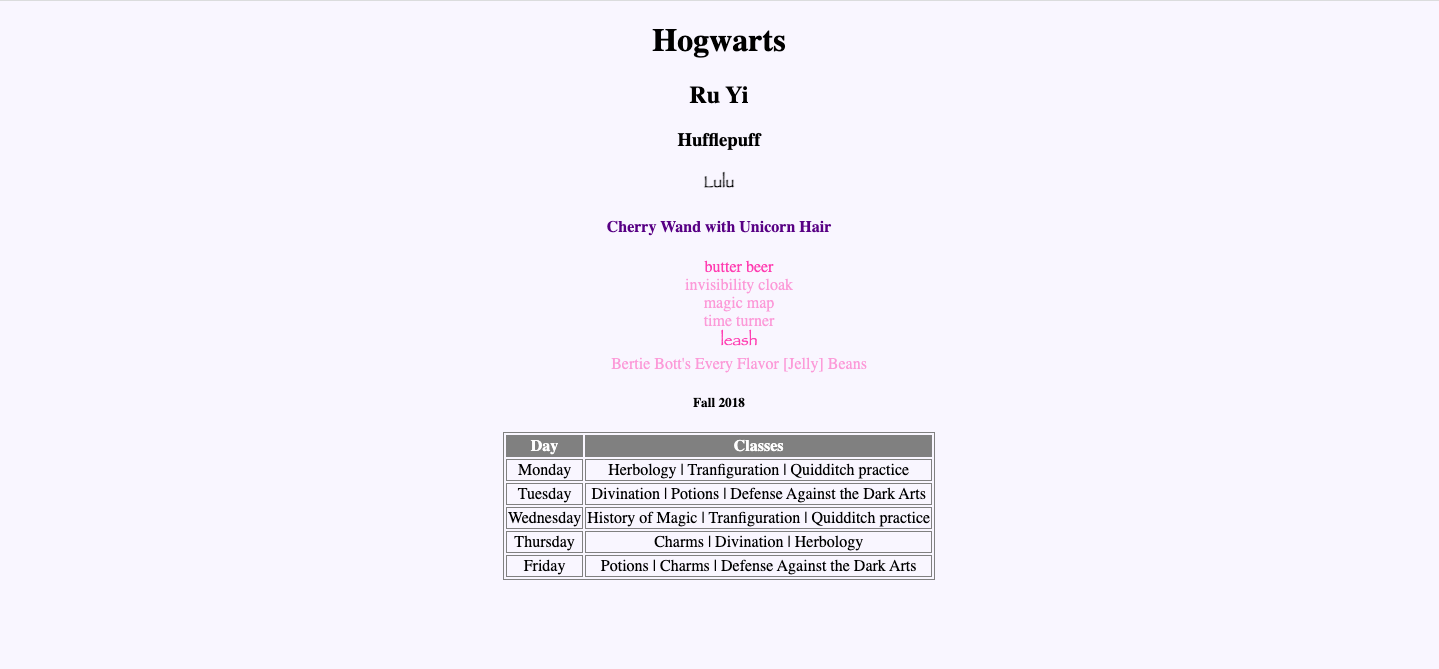 Hogwarts
Ru Yi
Hufflepuff
Lulu
Cherry Wand with Unicorn Hair
butter beer
invisibility cloak
magic map
time turner
leash
Bertie Bott's Every Flavor [Jelly] Beans
Fall 2018
Day Classes
Monday Herbology | Tranfiguration | Quidditch practice
Tuesday Divination | Potions | Defense Against the Dark Arts
Wednesday History of Magic | Tranfiguration | Quidditch practice
Thursday Charms | Divination | Herbology
Friday Potions | Charms | Defense Against the Dark Arts